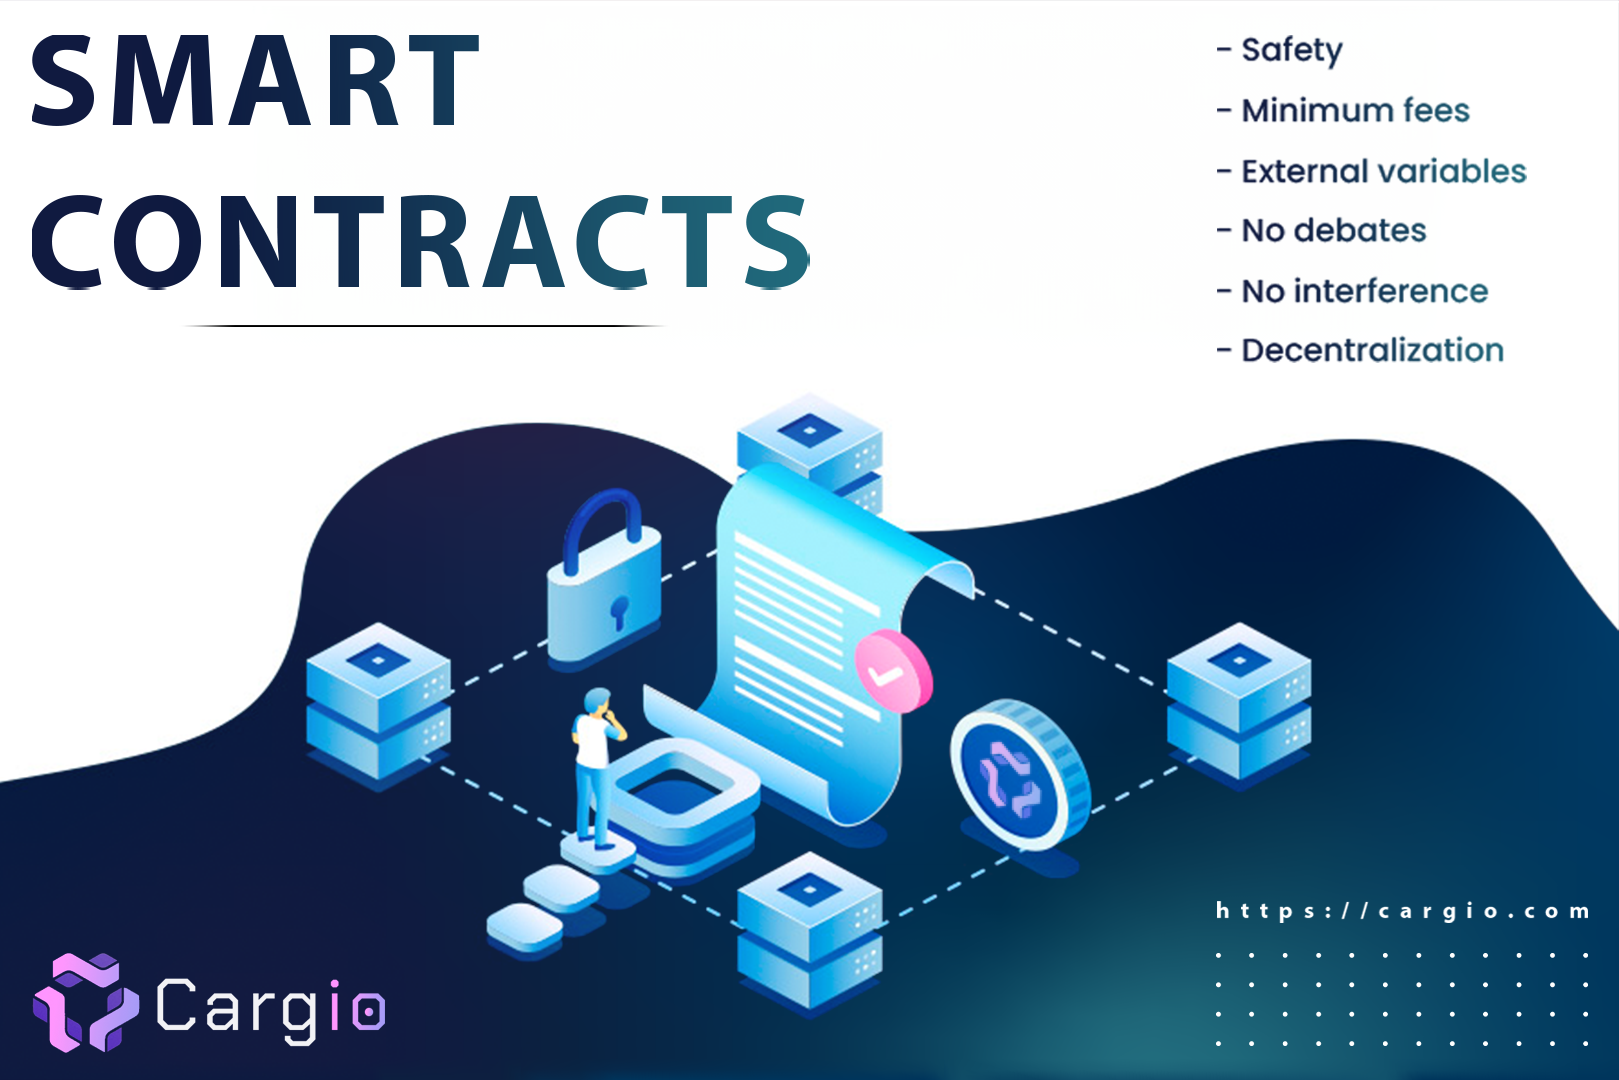 SMART
CONTRACTS
- Safety
- Minimum fees
- External variables
- No debates
- No interference
- Decentralization
https://cargio.com
Cargio